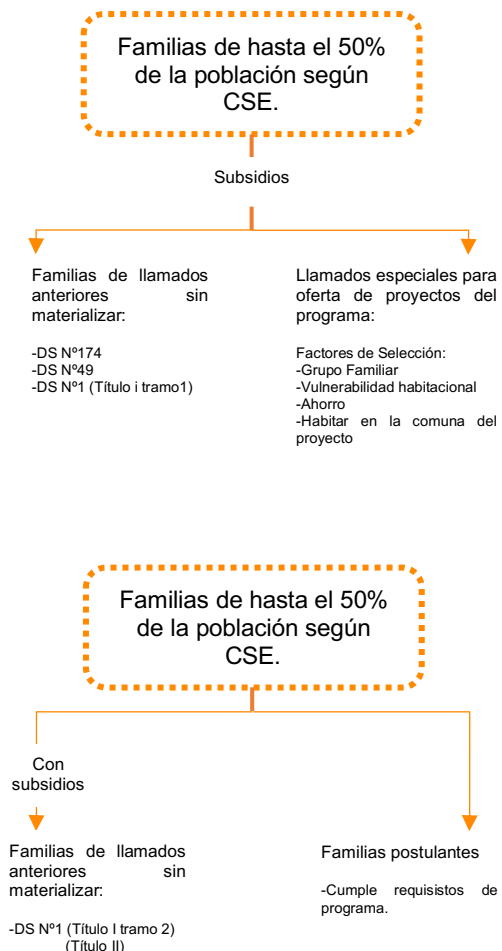 Familias de hasta el 50%
de la población según
CSE.
Subsidios
Familias de llamados
anteriores sin
materializar:
-DS Nº174
-DS Nº49
-DS Nº1 (Título i tramo1)
Llamados especiales para
oferta de proyectos del
programa:
Factores de Selección:
-Grupo Familiar
-Vulnerabilidad habitacional
-Ahorro
-Habitar en la comuna del
proyecto
Familias de hasta el 50%
de la población según
CSE.
Con
subsidios
Familias de llamados
anteriores sin
materializar:
-DS Nº1 (Título I tramo 2)
(Título II)
Familias postulantes
-Cumple requisistos de
programa.